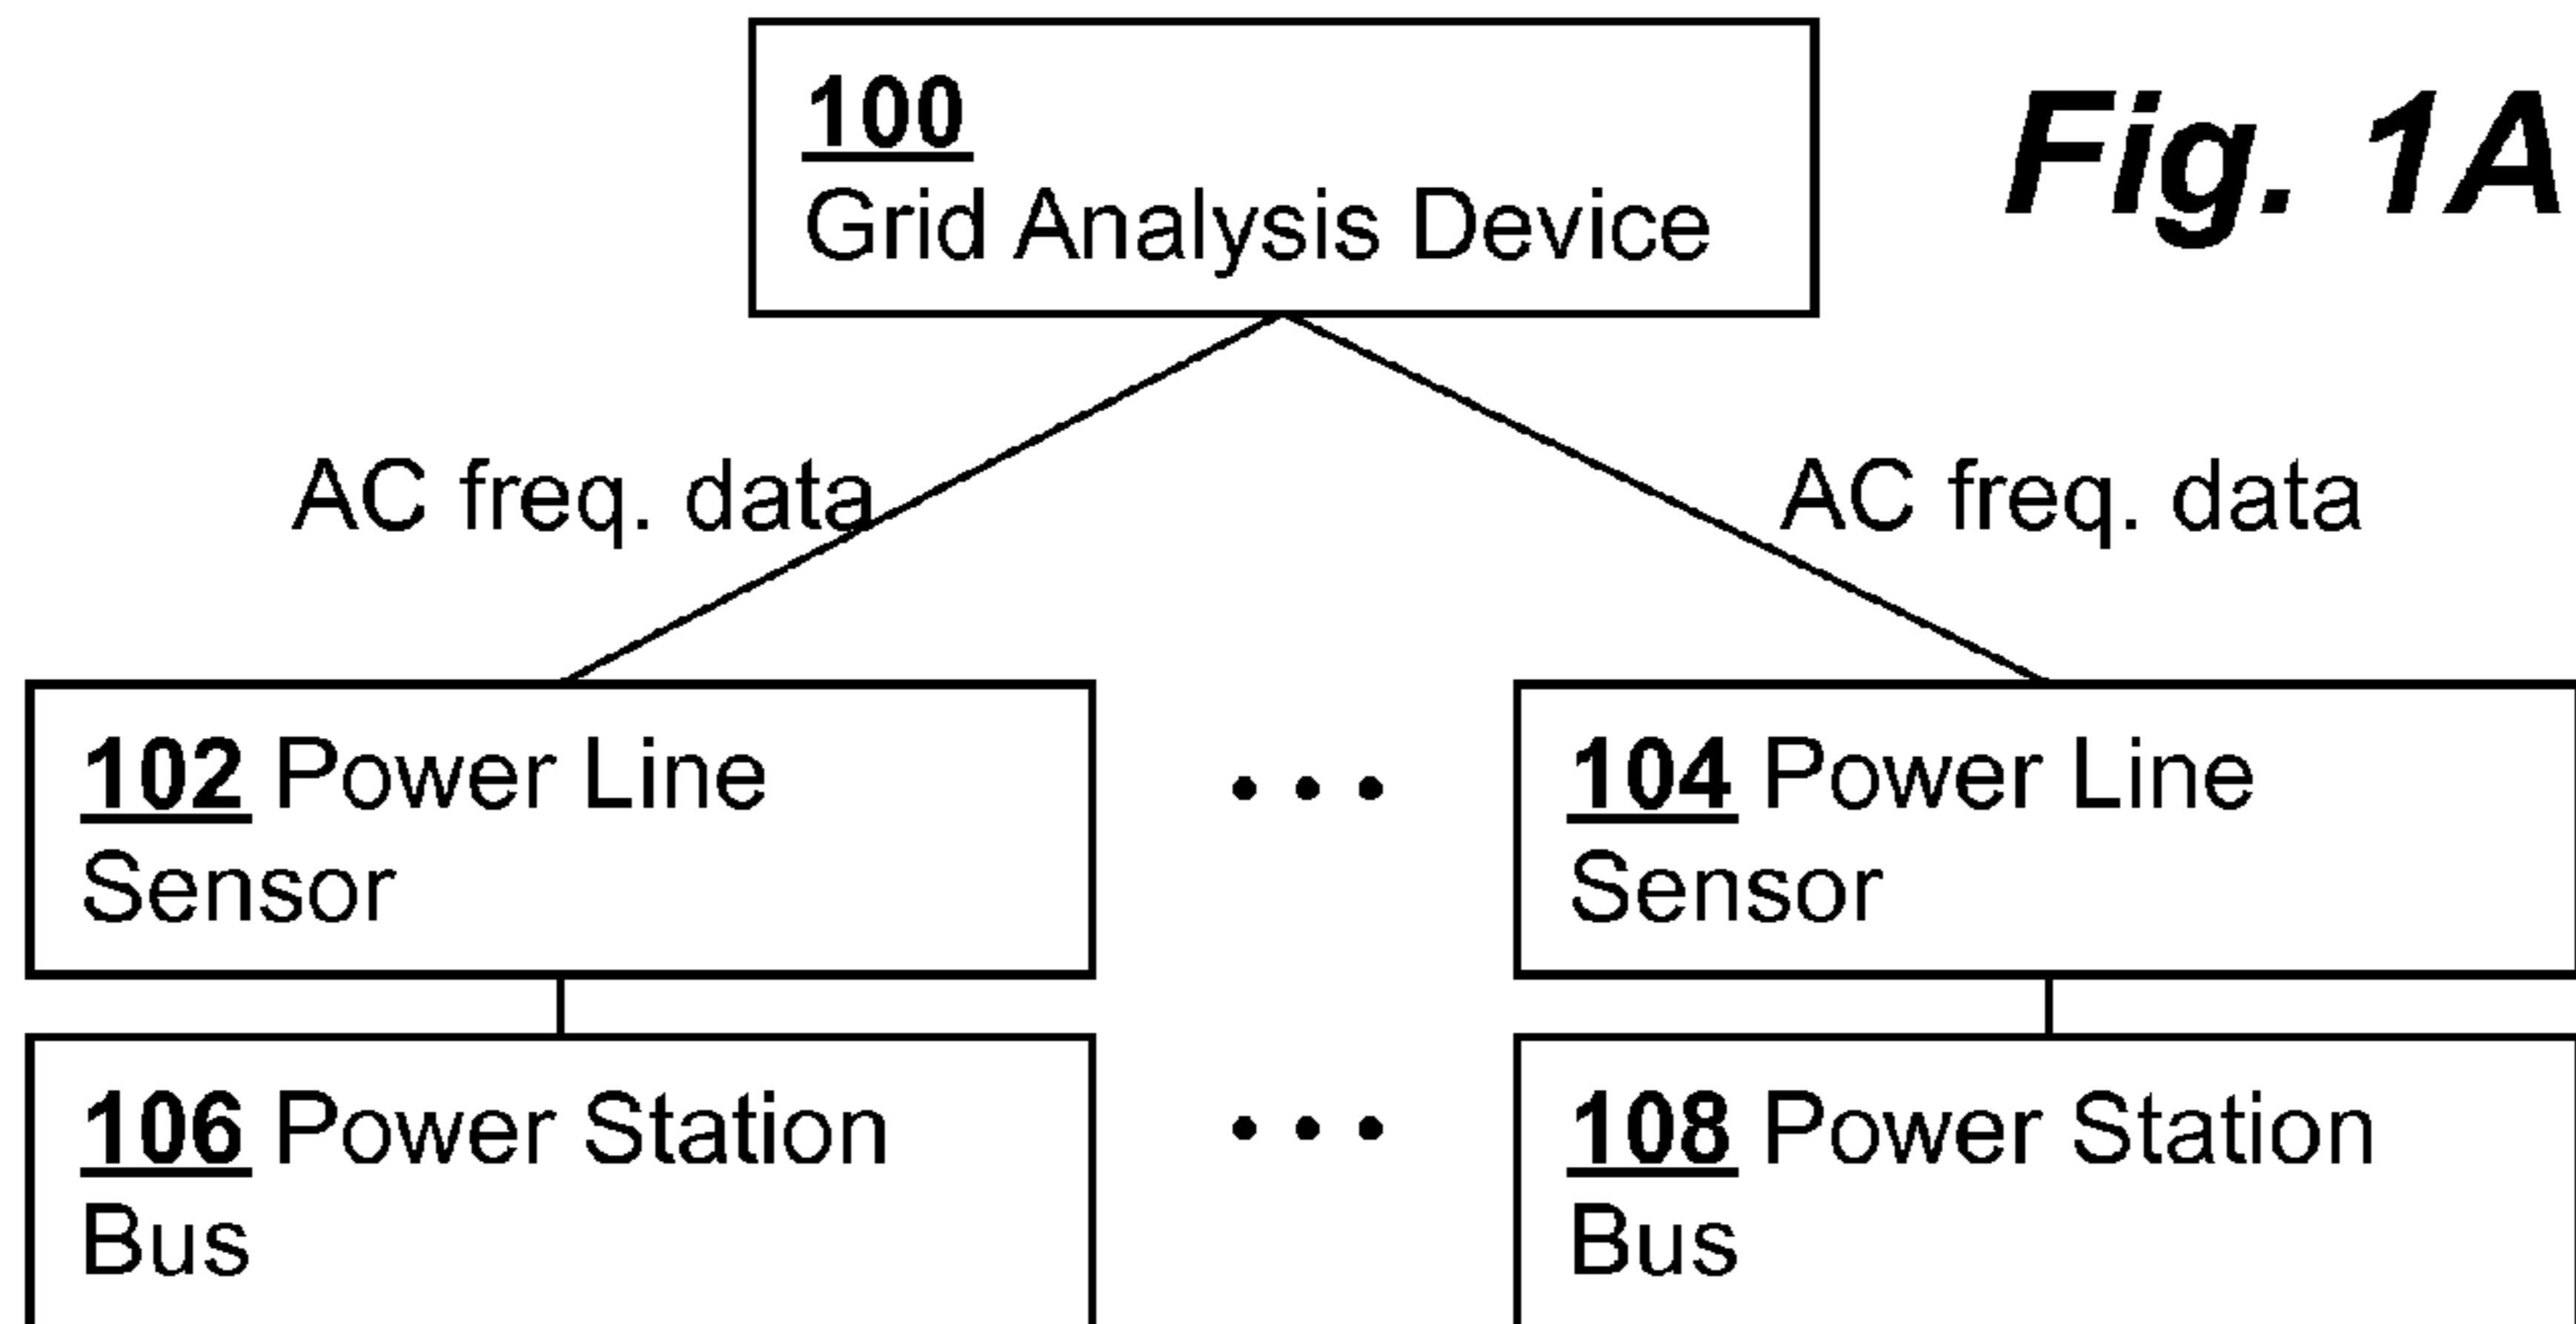 100
Grid Analysis Device
Fig. 1A
AC freq. data
AC freq. data
102 Power Line
Sensor
• • •
104 Power Line
Sensor
106 Power Station
Bus
• • •
108 Power Station
Bus